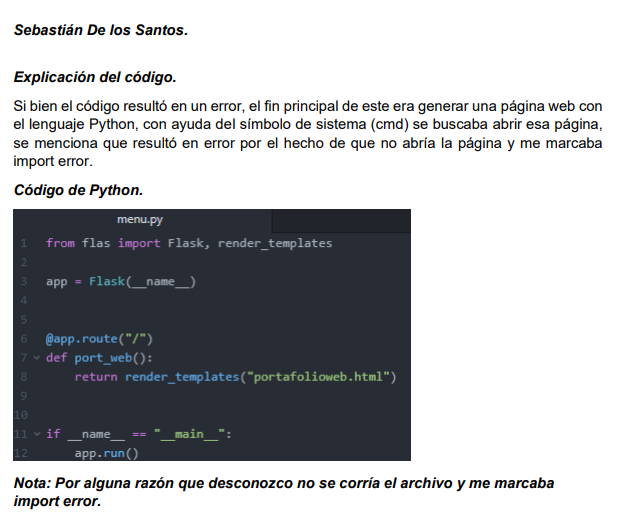 Sebastián De los Santos.
Explicación del código.
Si bien el código resultó en un error, el fin principal de este era generar una página web con
el lenguaje Python, con ayuda del símbolo de sistema (cmd) se buscaba abrir esa página,
se menciona que resultó en error por el hecho de que no abría la página y me marcaba
import error.
Código de Python.
menu.py
1 from flas import Flask, render_templates
2
3 app = Flask(__name__)
4
5
6 @app.route("/")
7 def port_web():
8 return render_templates("portafolioweb.html")
9
10
11 if __name__ == "__main__":
12 app.run()
Nota: Por alguna razón que desconozco no se corría el archivo y me marcaba
import error.